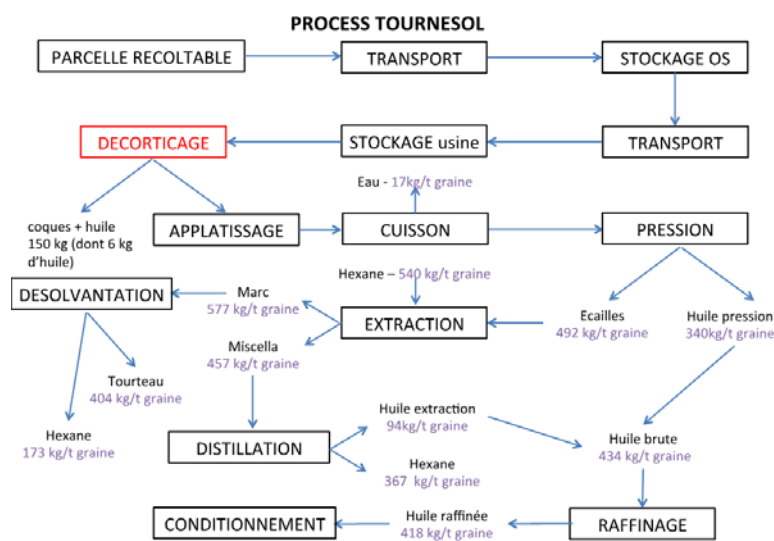 PROCESS TOURNESOL
PARCELLE RECOLTABLE
TRANSPORT
STOCKAGE OS
DECORTICAGE
STOCKAGE usine
TRANSPORT
Eau - 17kg/t graine
coques + huile
150 kg (dont 6 kg
d'huile)
APPLATISSAGE
CUISSON
PRESSION
DESOLVANTATION
Marc
577 kg/t graine
Hexane – 540 kg/t graine
EXTRACTION
Ecailles
492 kg/t graine
Huile pression
340kg/t graine
Miscella
457 kg/t graine
Tourteau
404 kg/t graine
Hexane
173 kg/t graine
DISTILLATION
Huile extraction
94kg/t graine
Hexane
367 kg/t graine
Huile brute
434 kg/t graine
CONDITIONNEMENT
Huile raffinée
418 kg/t graine
RAFFINAGE